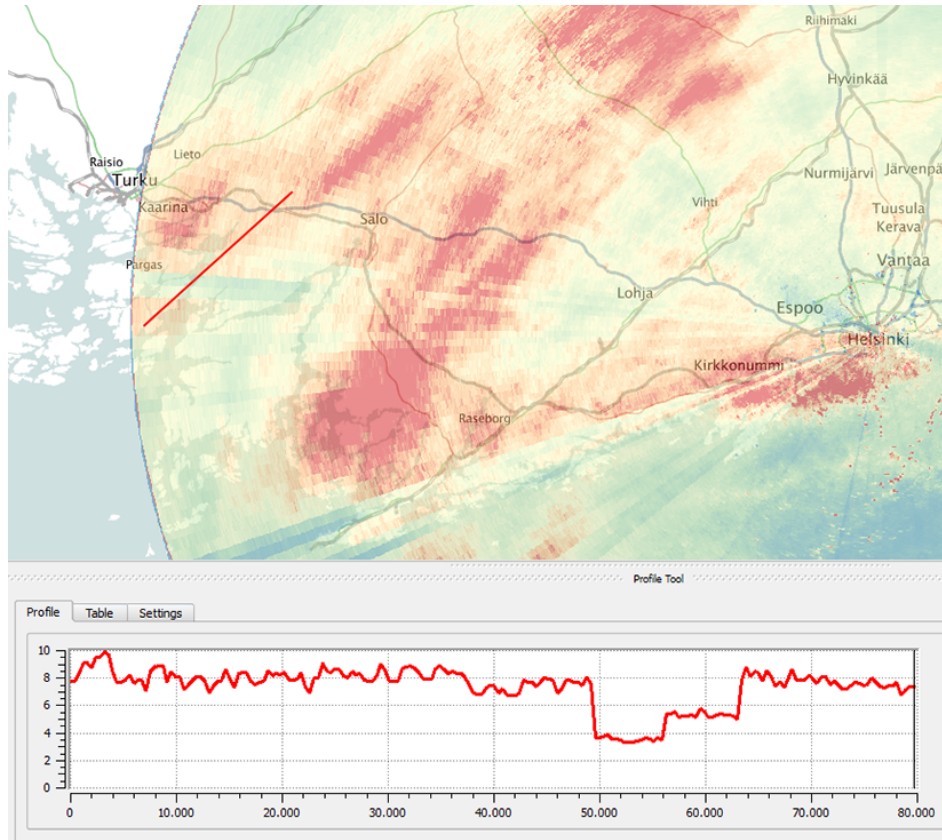 Riihimäki
Hyvinkää
Raisio
Lieto
Turku
Nurmijärvi
Järvenp
Kaarina
Salo
Vihti
Tuusula
Kerava
Pargas
Vantaa
Lohja
Espoo
Helsinki
Kirkkonummi
Raseborg
Profile Tool
Profile Table Settings
10
8
6
4
2
0
0 10.000 20.000 30.000 40.000 50.000 60.000 70.000 80.000